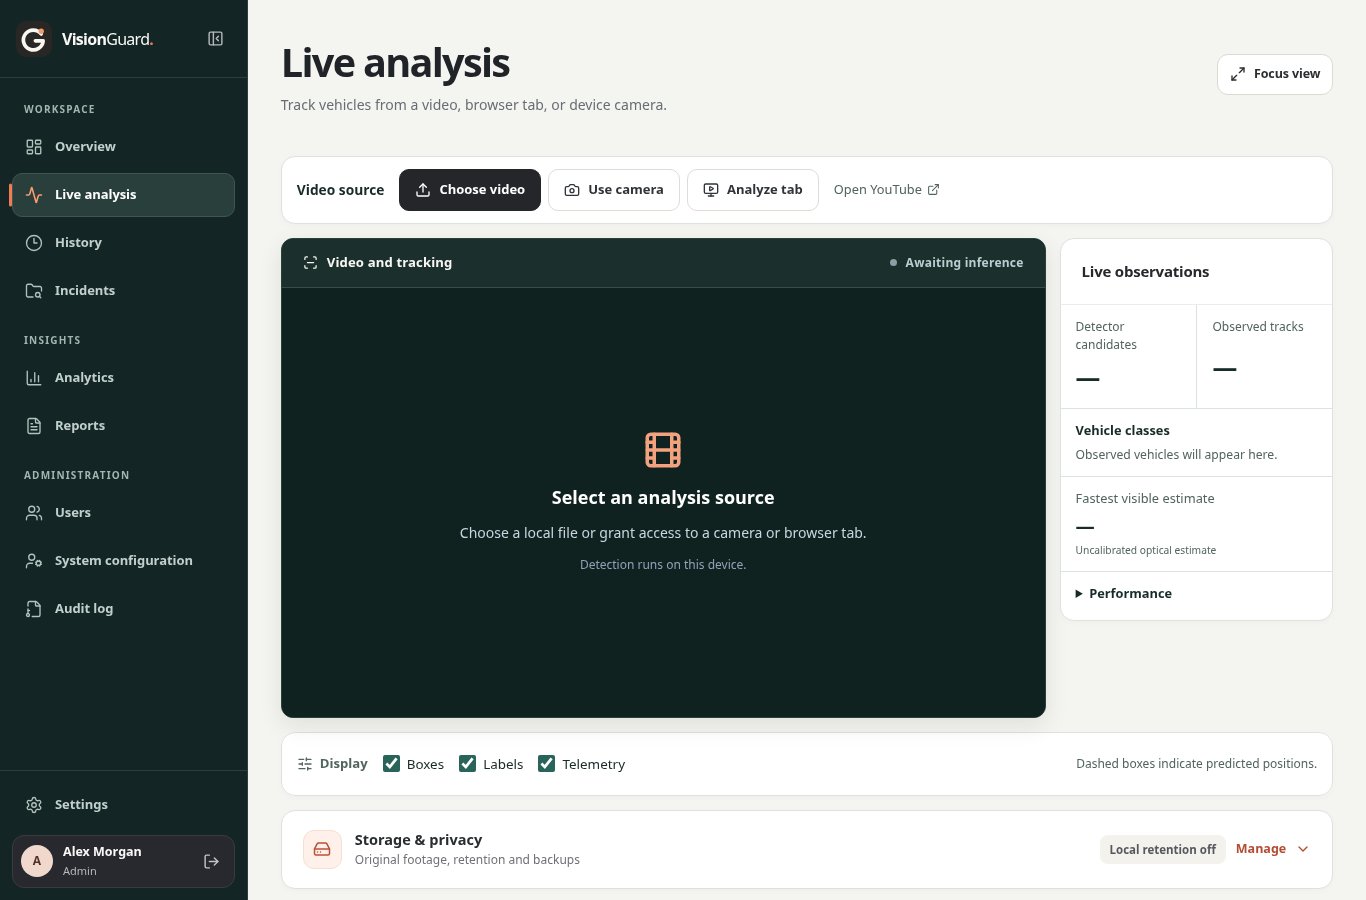 VisionGuard.
WORKSPACE
Overview
Live analysis
History
Incidents
INSIGHTS
Analytics
Reports
ADMINISTRATION
Users
System configuration
Audit log
Settings
A
Alex Morgan
Admin
Live analysis
Track vehicles from a video, browser tab, or device camera.
Focus view
Video source
Choose video
Use camera
Analyze tab
Open YouTube
Video and tracking
Awaiting inference
Select an analysis source
Choose a local file or grant access to a camera or browser tab.
Detection runs on this device.
Live observations
Detector
candidates
—
Observed tracks
—
Vehicle classes
Observed vehicles will appear here.
Fastest visible estimate
—
Uncalibrated optical estimate
Performance
Display
Boxes
Labels
Telemetry
Dashed boxes indicate predicted positions.
Storage & privacy
Original footage, retention and backups
Local retention off
Manage